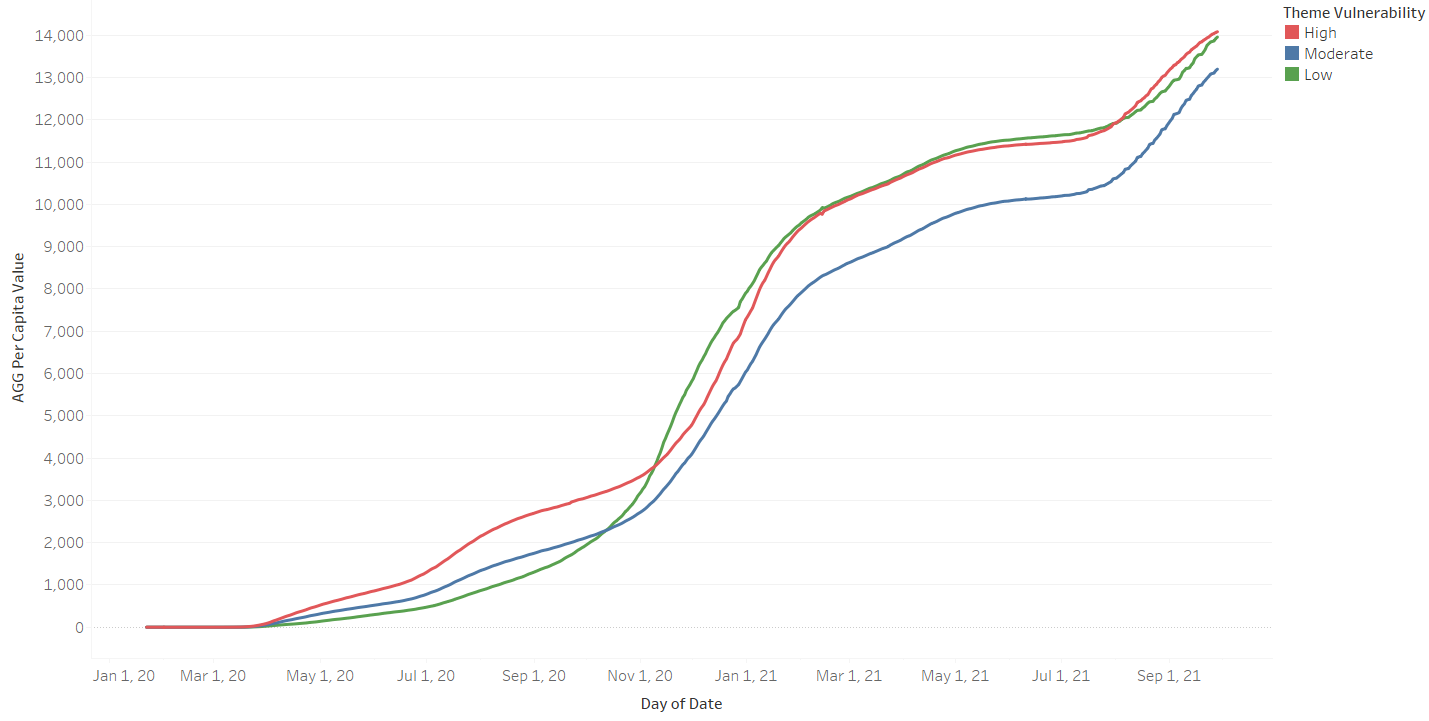 Theme Vulnerability
High
Moderate
Low
AGG Per Capita Value
14,000
13,000
12,000
11,000
10,000
9,000
8,000
7,000
6,000
5,000
4,000
3,000
2,000
1,000
0
Jan 1, 20 Mar 1, 20 May 1, 20 Jul 1, 20 Sep 1, 20 Nov 1, 20 Jan 1, 21 Mar 1, 21 May 1, 21 Jul 1, 21 Sep 1, 21
Day of Date